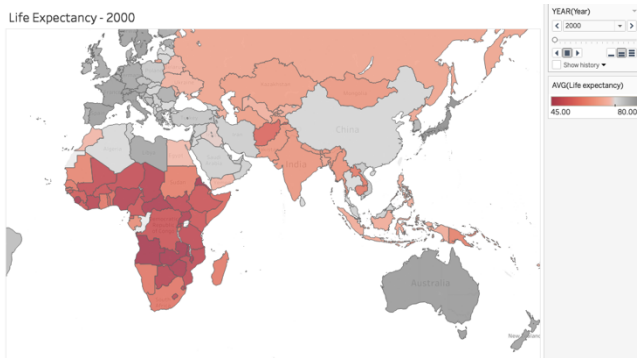 Life Expectancy - 2000
YEAR(Year)
2000
Show history
AVG(Life expectancy)
45.00 80.00
China
India
Australia